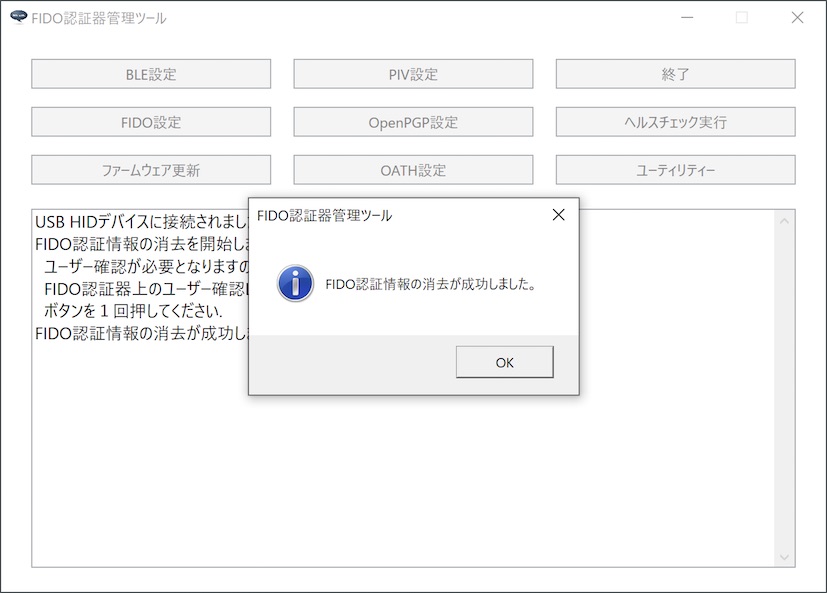 FIDO認証器管理ツール
BLE設定
PIV設定
終了
FIDO設定
OpenPGP設定
ヘルスチェック実行
ファームウェア更新
OATH設定
ユーティリティー
USB HIDデバイスに接続されまし
FIDO認証情報の消去を開始しま
ユーザー確認が必要となりますの
FIDO認証器上のユーザー確認
ボタンを１回押してください.
FIDO認証情報の消去が成功しま
FIDO認証器管理ツール
FIDO認証情報の消去が成功しました。
OK